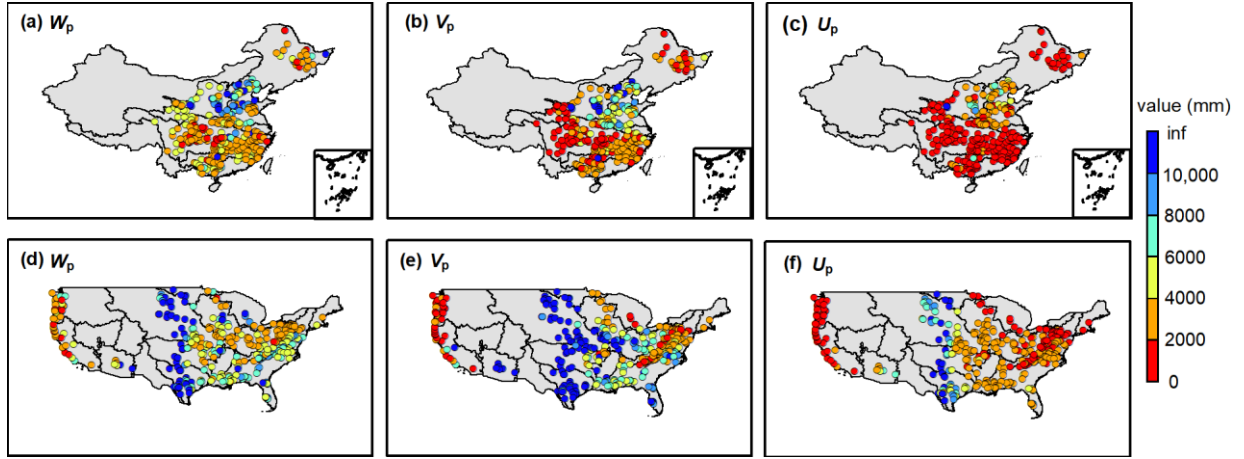 (a) Wp
(b) Vp
(c) Up
value (mm)
inf
10,000
8000
6000
4000
2000
0
(d) Wp
(e) Vp
(f) Up